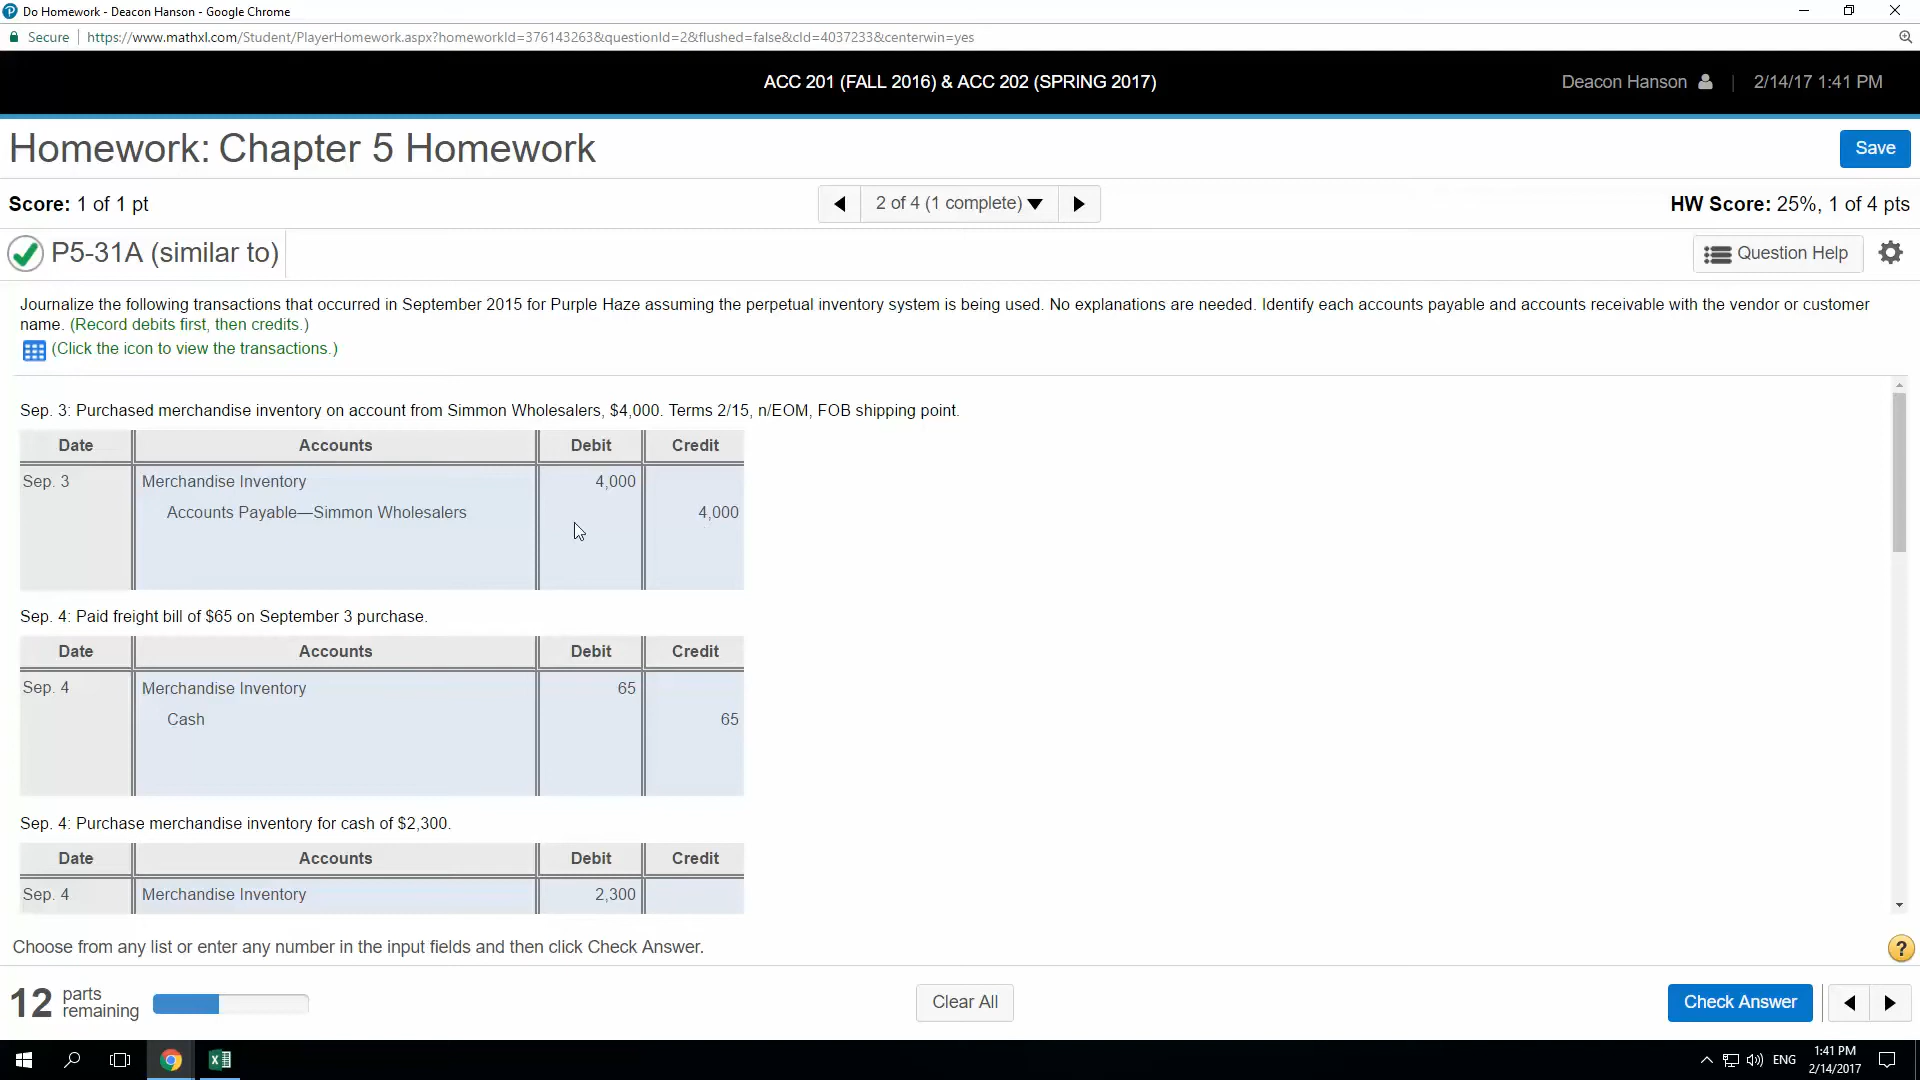 Do Homework - Deacon Hanson - Google Chrome
Secure https://www.mathxl.com/Student/PlayerHomework.aspx?homeworkId=376143263&questionId=2&flushed=false&cId=4037233&centerwin=yes
ACC 201 (FALL 2016) & ACC 202 (SPRING 2017) Deacon Hanson 2/14/17 1:41 PM
Homework: Chapter 5 Homework Save
Score: 1 of 1 pt 2 of 4 (1 complete) HW Score: 25%, 1 of 4 pts
P5-31A (similar to) Question Help
Journalize the following transactions that occurred in September 2015 for Purple Haze assuming the perpetual inventory system is being used. No explanations are needed. Identify each accounts payable and accounts receivable with the vendor or customer
name. (Record debits first, then credits.)
(Click the icon to view the transactions.)
Sep. 3: Purchased merchandise inventory on account from Simmon Wholesalers, $4,000. Terms 2/15, n/EOM, FOB shipping point.
Date Accounts Debit Credit
Sep. 3 Merchandise Inventory 4,000
Accounts Payable—Simmon Wholesalers 4,000
Sep. 4: Paid freight bill of $65 on September 3 purchase.
Date Accounts Debit Credit
Sep. 4 Merchandise Inventory 65
Cash 65
Sep. 4: Purchase merchandise inventory for cash of $2,300.
Date Accounts Debit Credit
Sep. 4 Merchandise Inventory 2,300
Choose from any list or enter any number in the input fields and then click Check Answer.
?
12 parts remaining Clear All Check Answer
ENG 1:41 PM
2/14/2017